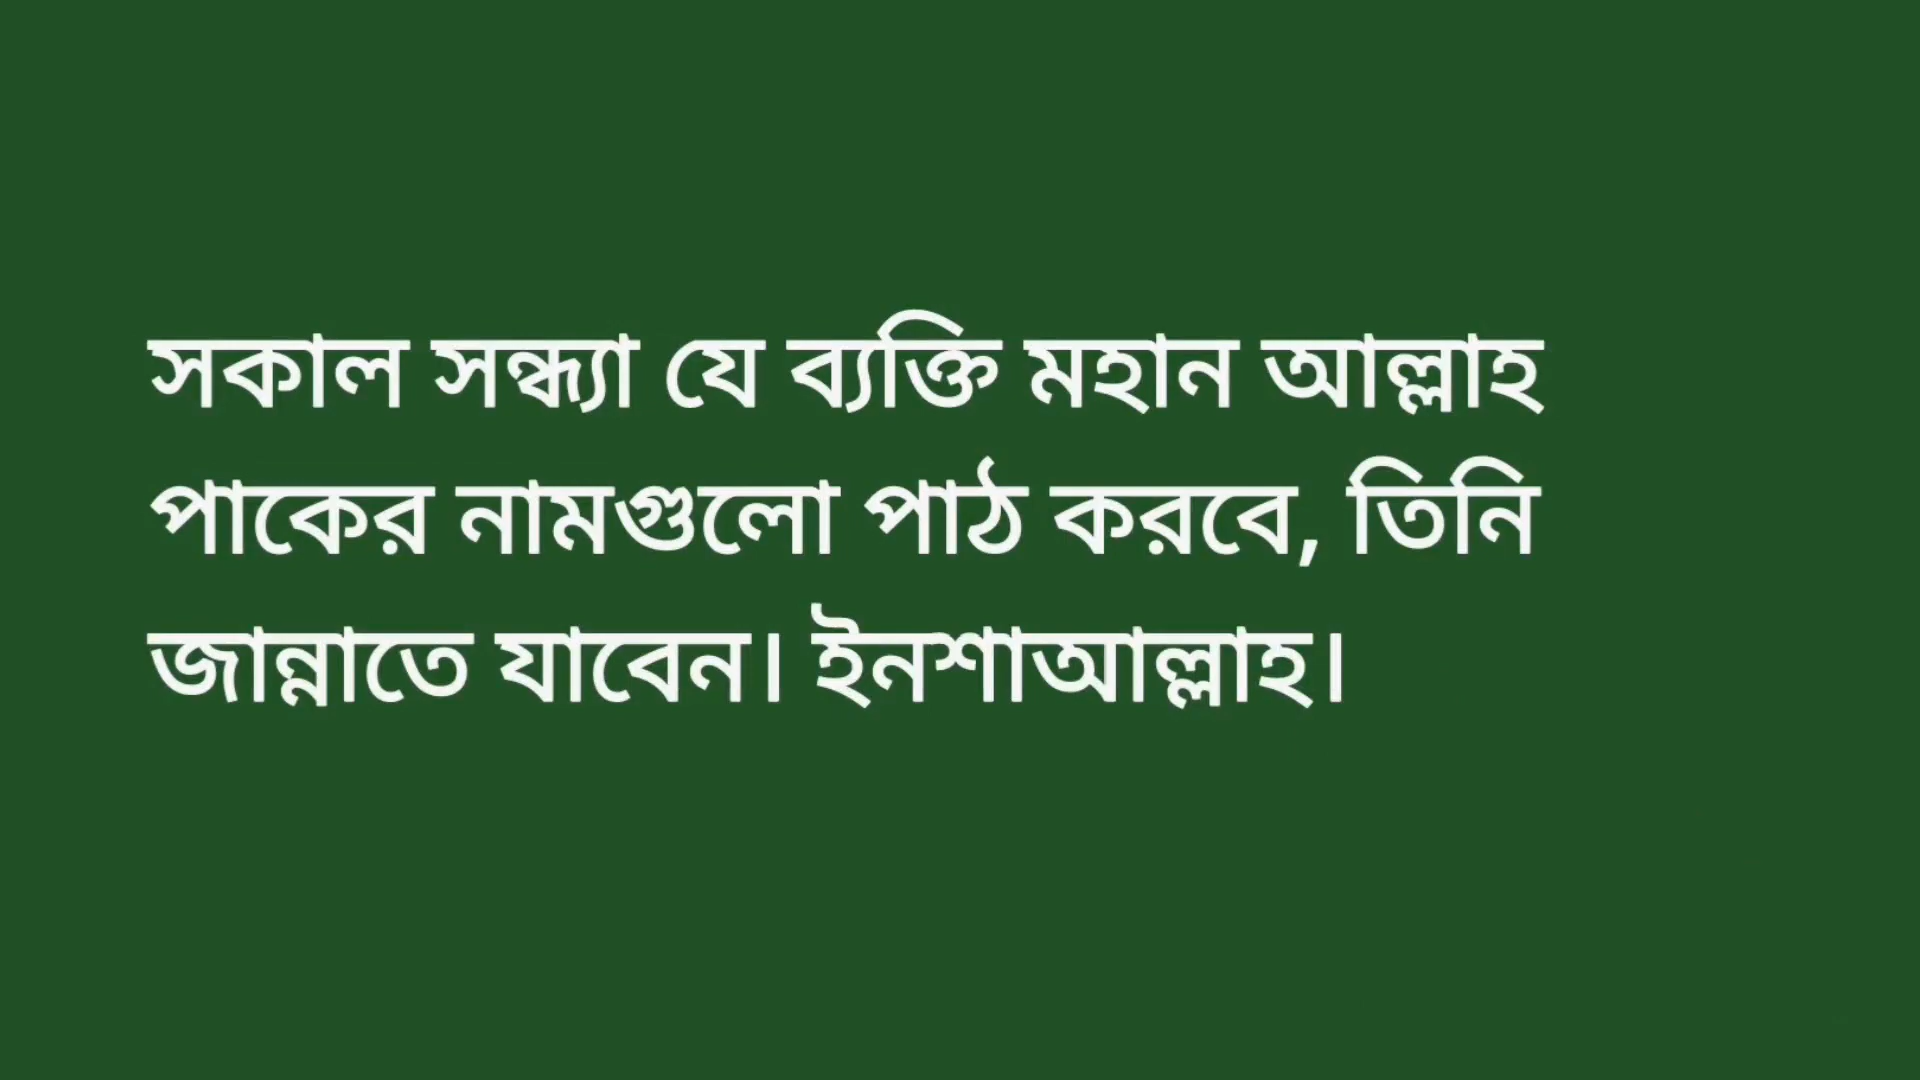 সকাল সন্ধ্যা যে ব্যক্তি মহান আল্লাহ
পাকের নামগুলো পাঠ করবে, তিনি
জান্নাতে যাবেন। ইনশাআল্লাহ।